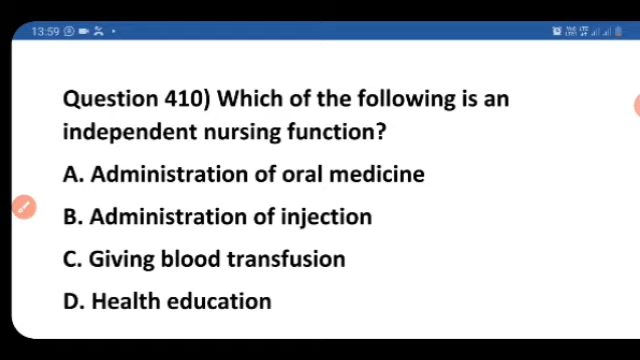 13:59
Question 410) Which of the following is an
independent nursing function?
A. Administration of oral medicine
B. Administration of injection
C. Giving blood transfusion
D. Health education